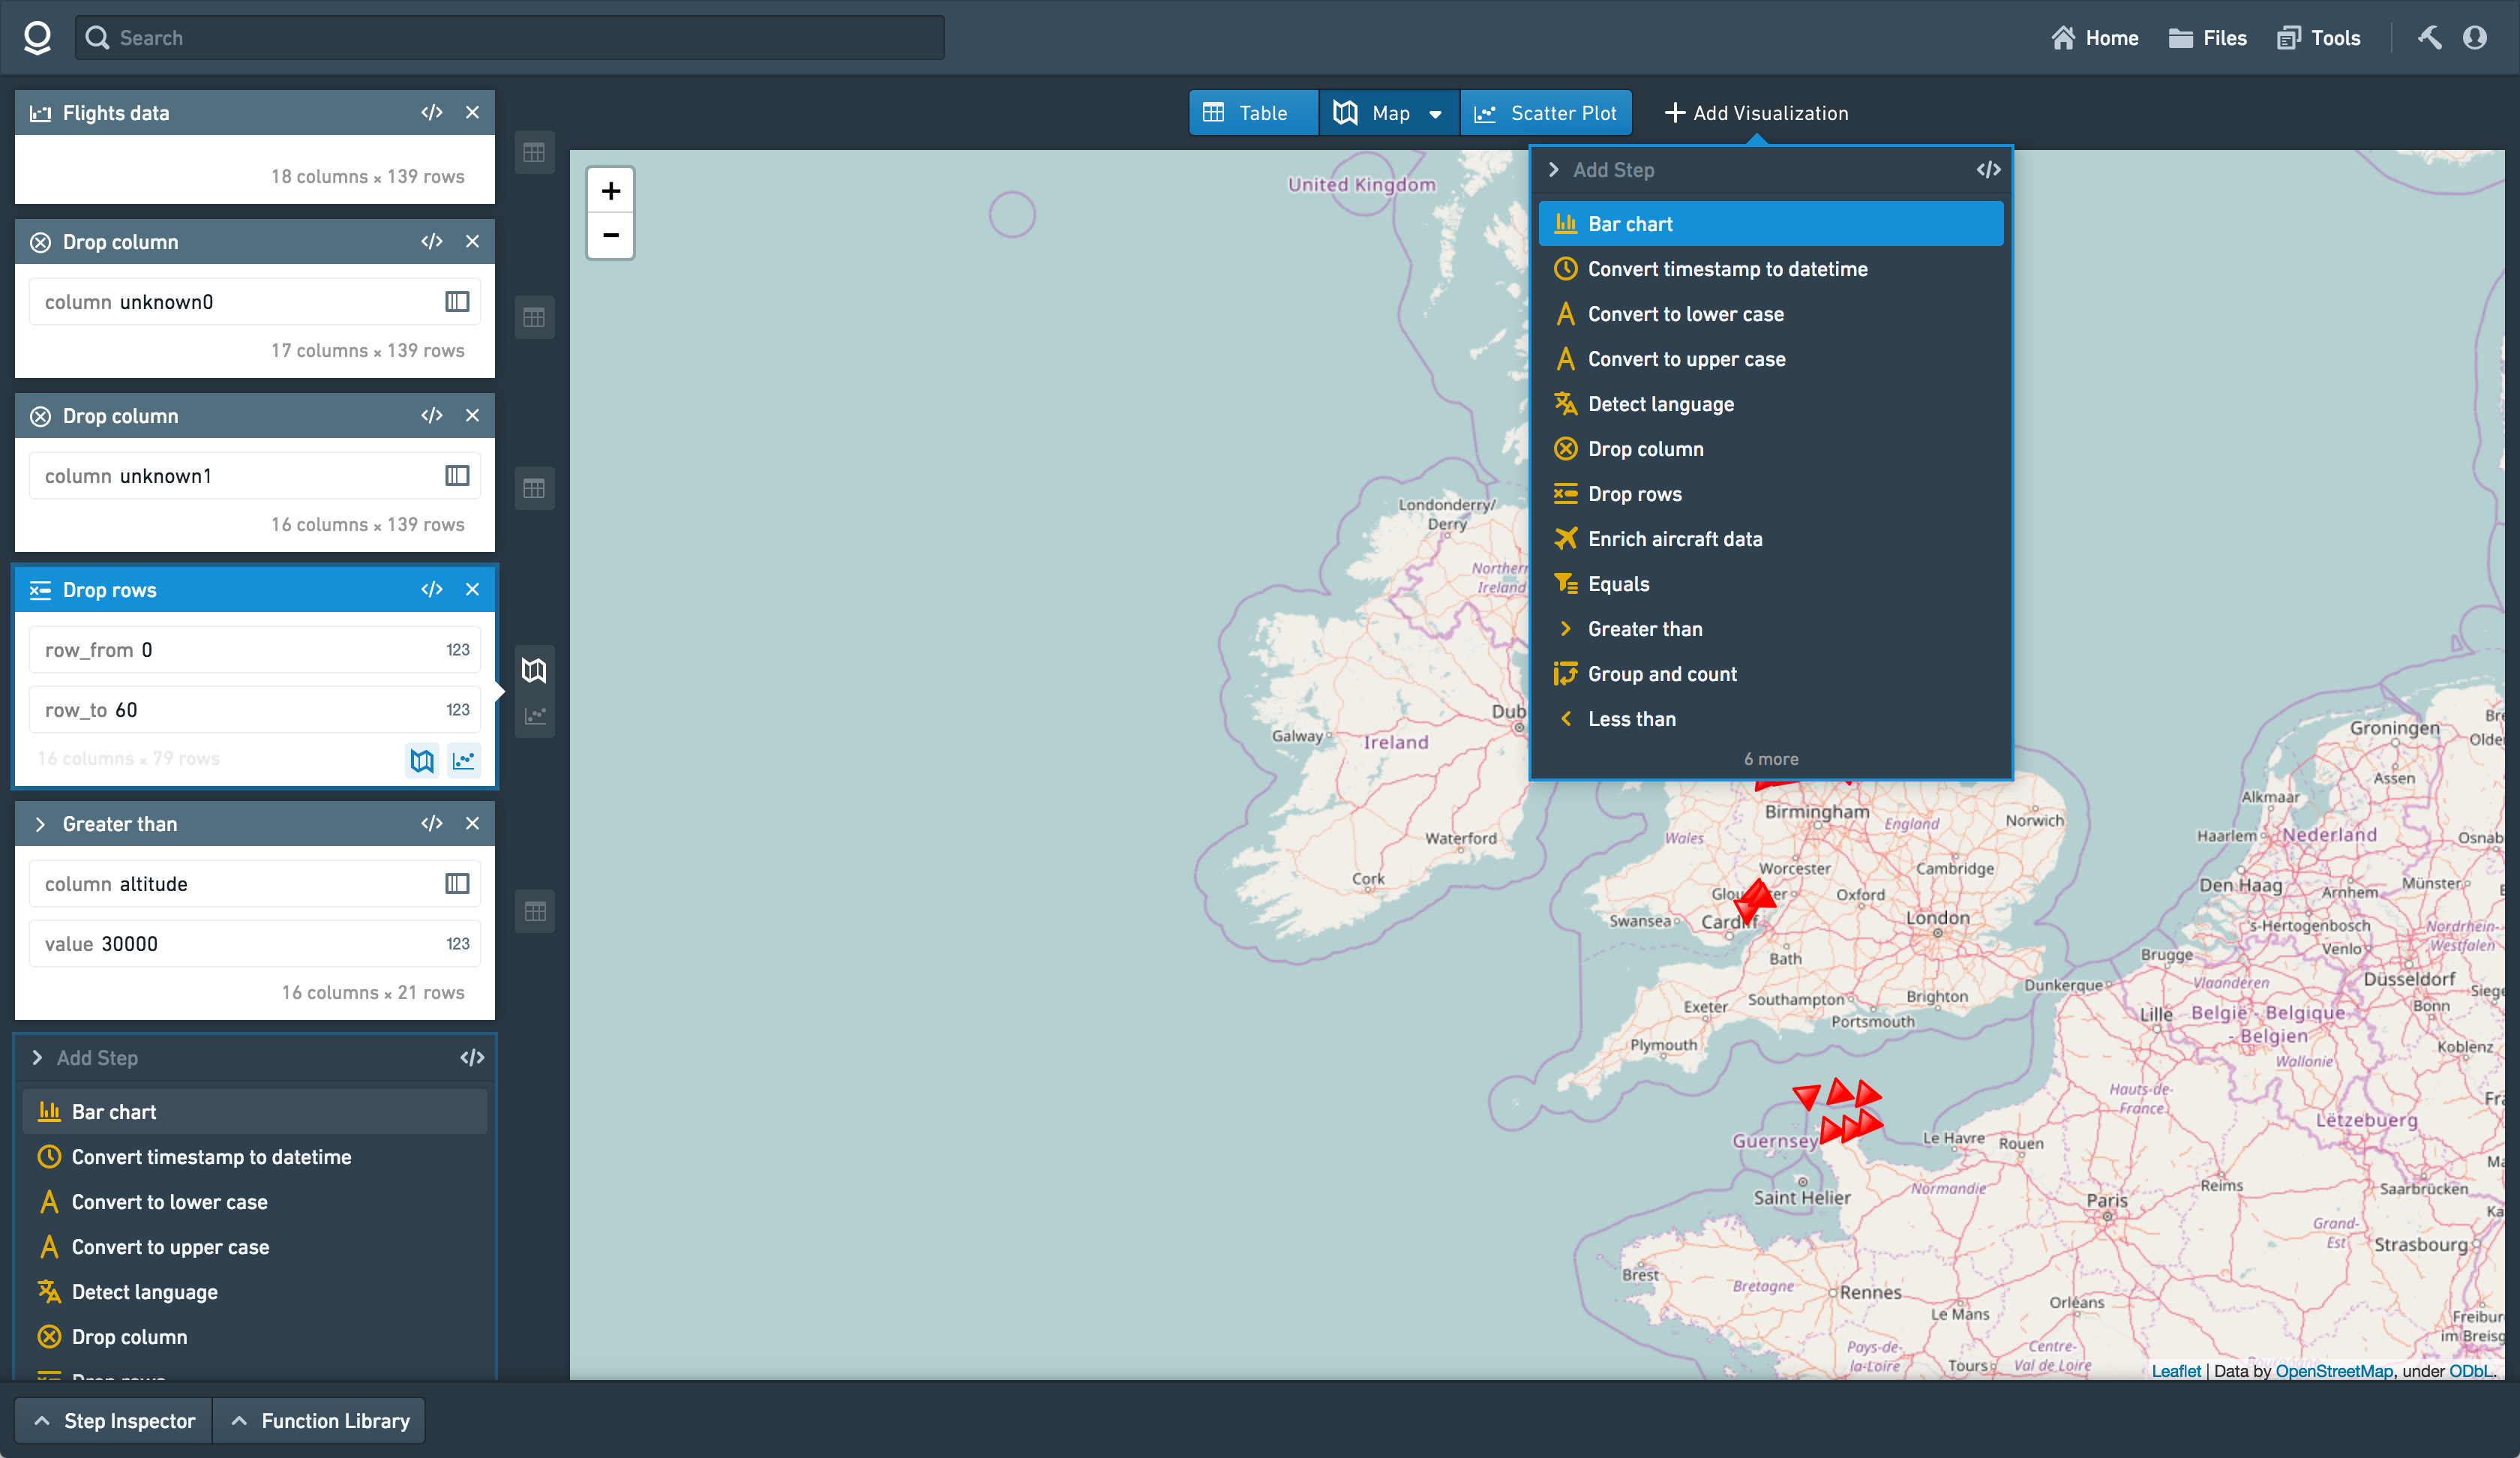 Search
Home
Files
Tools
Flights data
18 columns × 139 rows
Drop column
column unknown0
17 columns × 139 rows
Drop column
column unknown1
16 columns × 139 rows
Drop rows
row_from 0
123
row_to 60
123
16 columns × 79 rows
Greater than
column altitude
value 30000
123
16 columns × 21 rows
Add Step
Bar chart
Convert timestamp to datetime
Convert to lower case
Convert to upper case
Detect language
Drop column
Drop rows
Step Inspector
Function Library
Table
Map
Scatter Plot
Add Visualization
Add Step
Bar chart
Convert timestamp to datetime
Convert to lower case
Convert to upper case
Detect language
Drop column
Drop rows
Enrich aircraft data
Equals
Greater than
Group and count
Less than
6 more
+
−
United Kingdom
Londonderry/
Derry
Northern
Ireland
Dub
Galway
Ireland
Waterford
Cork
Birmingham
Wales
England
Norwich
Worcester
Cambridge
Oxford
London
Swansea
Cardiff
Bath
Exeter
Southampton
Brighton
Portsmouth
Plymouth
Dunkerque
Guernsey
Saint Helier
Le Havre
Rouen
Normandie
Paris
Reims
Brest
Bretagne
Rennes
Le Mans
Orléans
Pays-de-
la-Loire
Tours
Centre-
Val de Loire
Groningen
Olde
Assen
Alkmaar
Haarlem
Nederland
Osnab
Den Haag
Arnhem
Münster
's-Hertogenbosch
Nordrhein-
Westfalen
Venlo
Brugge
Düsseldorf
Vlaanderen
Siege
Bonn
Lille
België - Belgique
- Belgien
Koblenz
Wallonie
Hauts-de-
France
Lëtzebuerg
Saarbrücken
Grand-
Est
Strasbourg
Freibur
im Breisg
Leaflet | Data by OpenStreetMap, under ODbL.